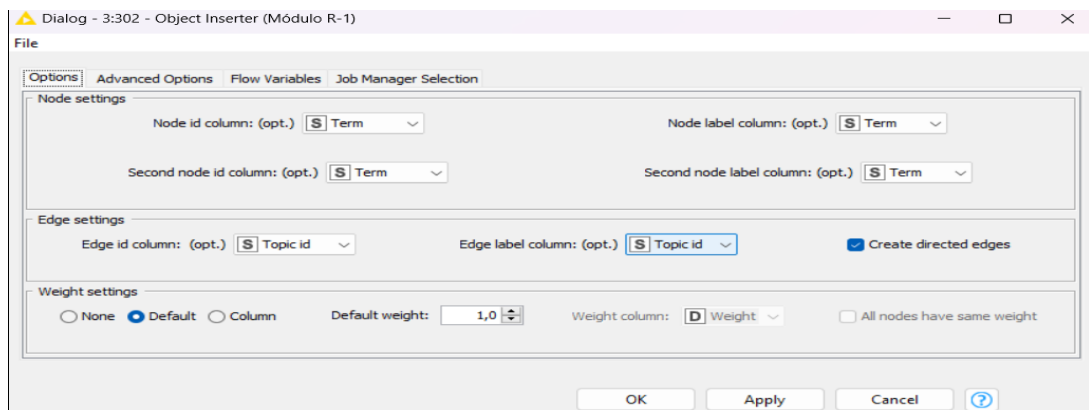 Dialog - 3:302 - Object Inserter (Módulo R-1)
File
Options Advanced Options Flow Variables Job Manager Selection
Node settings
Node id column: (opt.) S Term Node label column: (opt.) S Term
Second node id column: (opt.) S Term Second node label column: (opt.) S Term
Edge settings
Edge id column: (opt.) S Topic id Edge label column: (opt.) S Topic id Create directed edges
Weight settings
None Default Column Default weight: 1,0 Weight column: D Weight All nodes have same weight
OK Apply Cancel ?